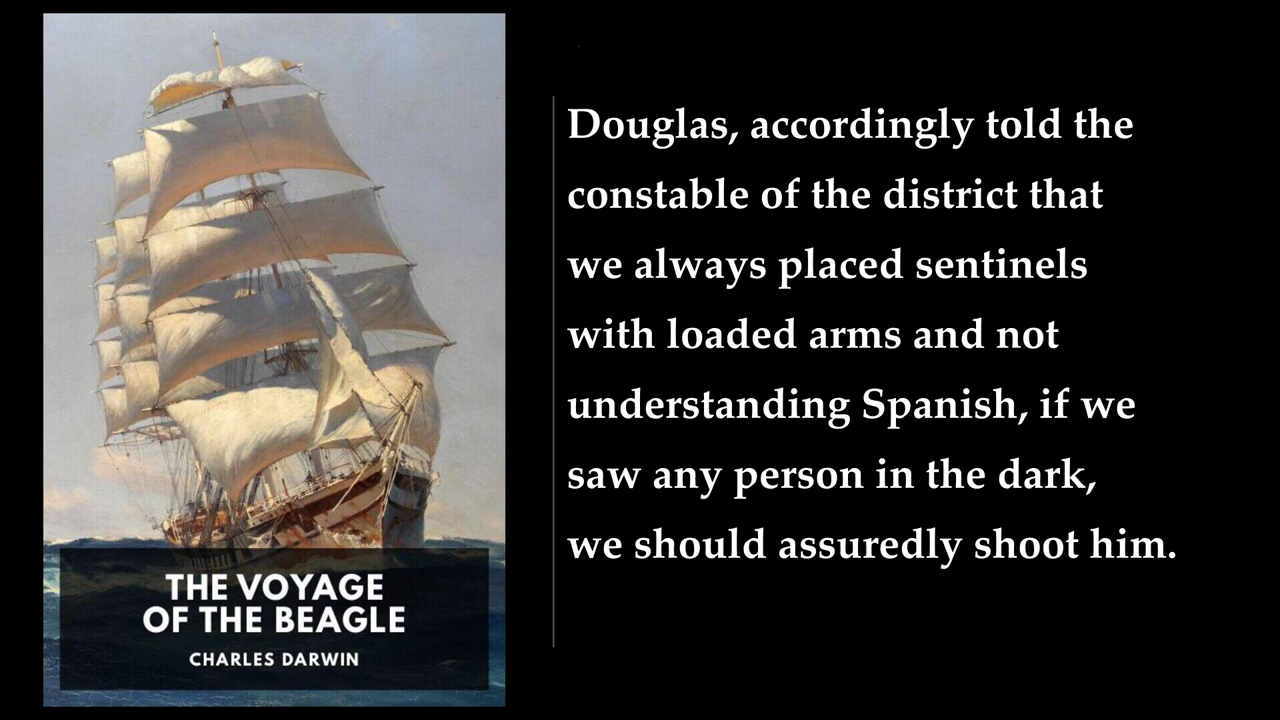 THE VOYAGE
OF THE BEAGLE
CHARLES DARWIN
Douglas, accordingly told the
constable of the district that
we always placed sentinels
with loaded arms and not
understanding Spanish, if we
saw any person in the dark,
we should assuredly shoot him.